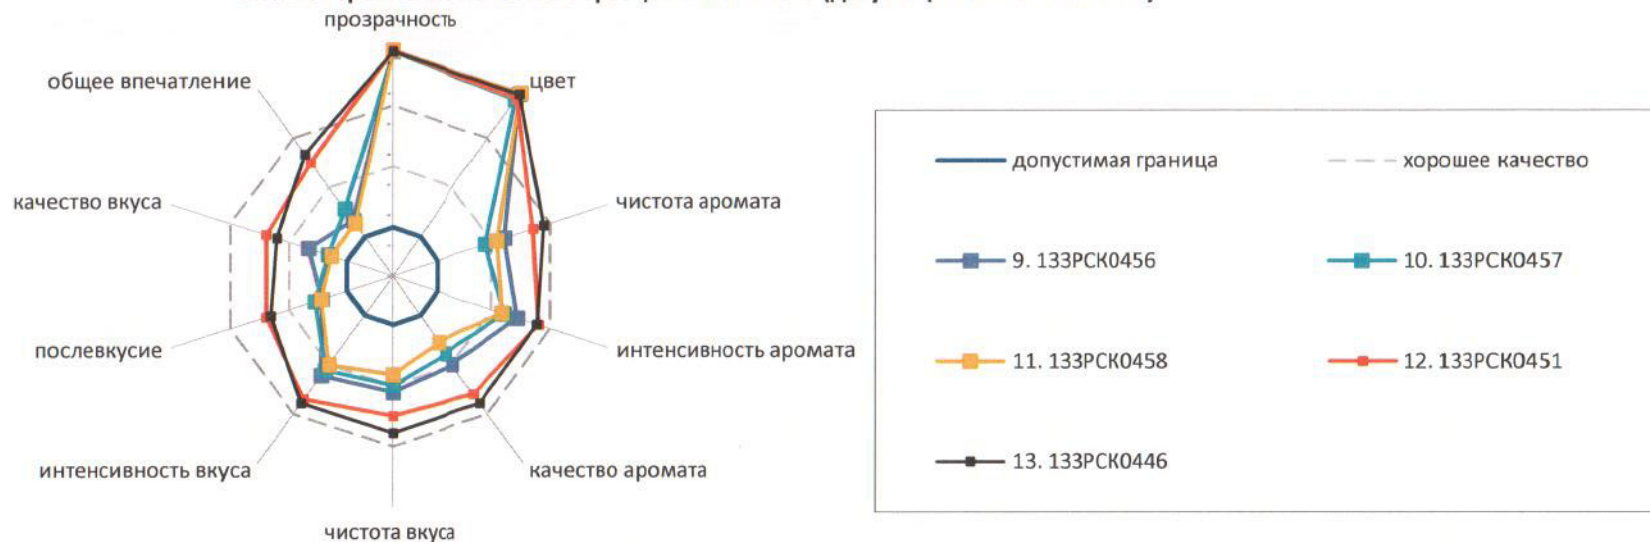 прозрачность
общее впечатление
цвет
качество вкуса
чистота аромата
послевкусие
интенсивность аромата
интенсивность вкуса
качество аромата
чистота вкуса
допустимая граница
хорошее качество
9. 133РСК0456
10. 133РСК0457
11. 133РСК0458
12. 133РСК0451
13. 133РСК0446